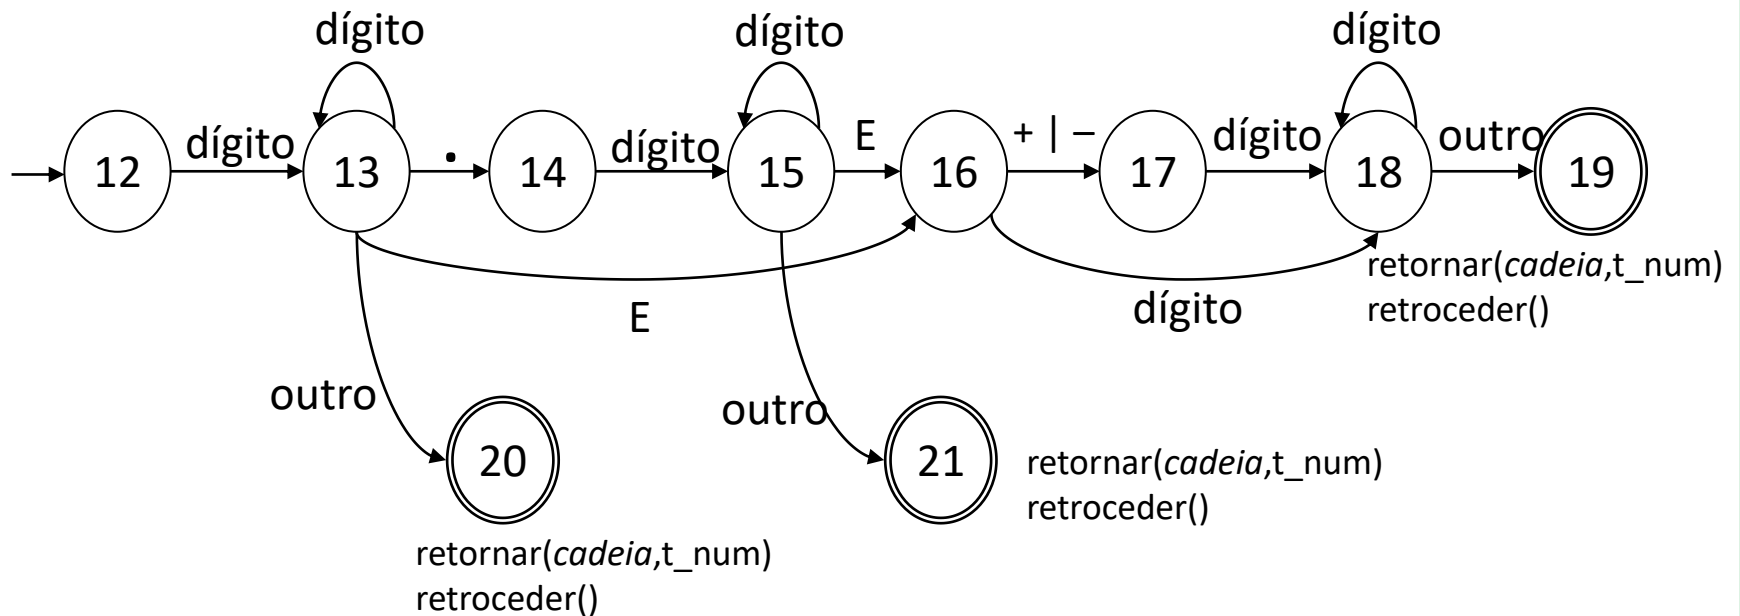 dígito
dígito
dígito
12
dígito
13
.
14
dígito
15
E
16
+ | –
17
dígito
18
outro
19
E
dígito
retornar(cadeia,t_num)
retroceder()
outro
20
retornar(cadeia,t_num)
retroceder()
outro
21
retornar(cadeia,t_num)
retroceder()